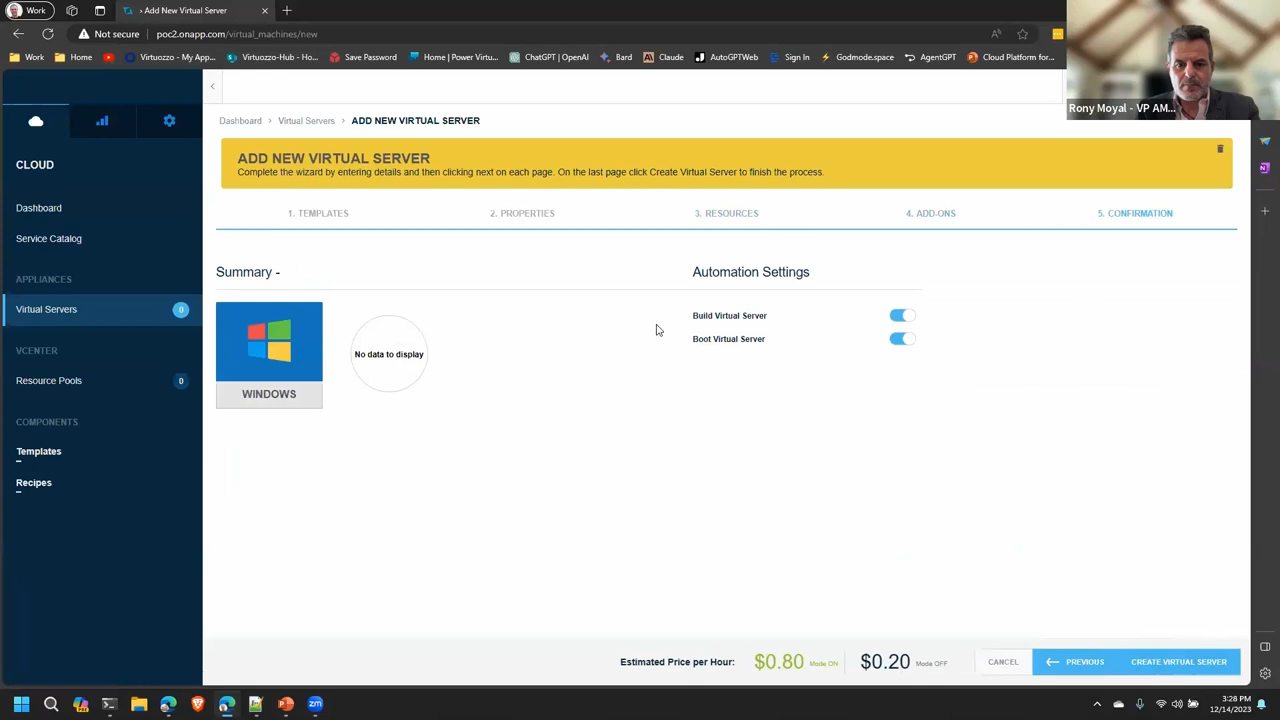 Work
› Add New Virtual Server
Not secure
poc2.onapp.com/virtual_machines/new
Work
Home
Virtuozzo - My Appl...
Virtuozzo-Hub - Ho...
Save Password
Home | Power Virtu...
ChatGPT | OpenAI
Bard
Claude
AutoGPTWeb
Sign In
Godmode.space
AgentGPT
Cloud Platform for...
Rony Moyal - VP AM...
Dashboard › Virtual Servers › ADD NEW VIRTUAL SERVER
CLOUD
Dashboard
Service Catalog
APPLIANCES
Virtual Servers 0
VCENTER
Resource Pools 0
COMPONENTS
Templates
Recipes
ADD NEW VIRTUAL SERVER
Complete the wizard by entering details and then clicking next on each page. On the last page click Create Virtual Server to finish the process.
1. TEMPLATES
2. PROPERTIES
3. RESOURCES
4. ADD-ONS
5. CONFIRMATION
Summary -
WINDOWS
No data to display
Automation Settings
Build Virtual Server
Boot Virtual Server
Estimated Price per Hour: $0.80 Mode ON $0.20 Mode OFF
CANCEL
PREVIOUS
CREATE VIRTUAL SERVER
3:28 PM
12/14/2023